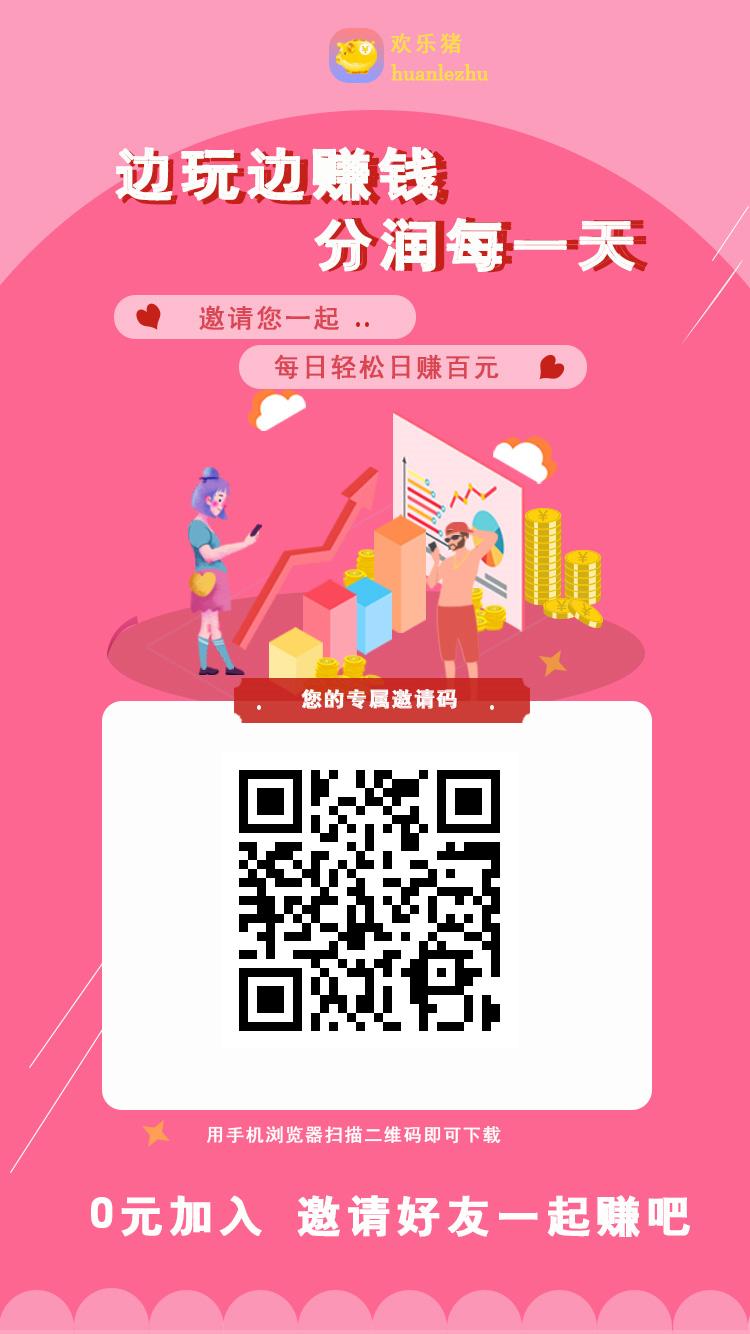 欢乐猪
huanlezhu
边玩边赚钱
分润每一天
邀请您一起 ..
每日轻松日赚百元
您的专属邀请码
用手机浏览器扫描二维码即可下载
0元加入 邀请好友一起赚吧